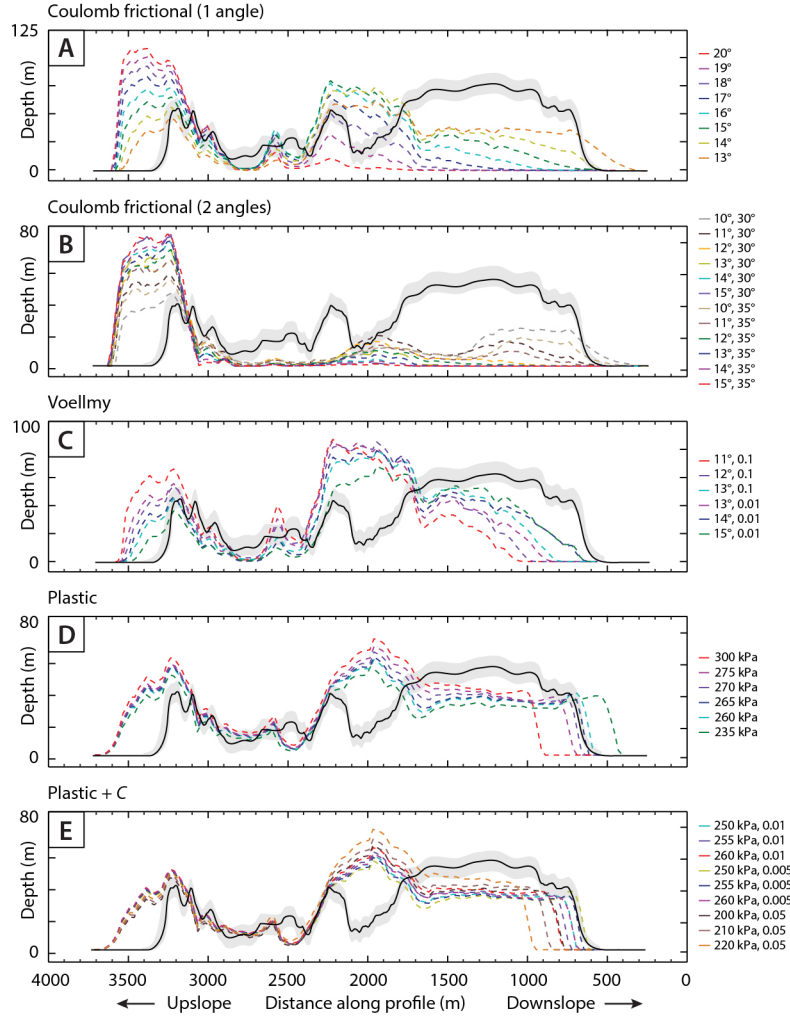 Coulomb frictional (1 angle)
125
A
Depth (m)
0
20°
19°
18°
17°
16°
15°
14°
13°
Coulomb frictional (2 angles)
80
B
Depth (m)
0
10°, 30°
11°, 30°
12°, 30°
13°, 30°
14°, 30°
15°, 30°
10°, 35°
11°, 35°
12°, 35°
13°, 35°
14°, 35°
15°, 35°
Voellmy
100
C
Depth (m)
0
11°, 0.1
12°, 0.1
13°, 0.1
13°, 0.01
14°, 0.01
15°, 0.01
Plastic
80
D
Depth (m)
0
300 kPa
275 kPa
270 kPa
265 kPa
260 kPa
235 kPa
Plastic + C
80
E
Depth (m)
0
250 kPa, 0.01
255 kPa, 0.01
260 kPa, 0.01
250 kPa, 0.005
255 kPa, 0.005
260 kPa, 0.005
200 kPa, 0.05
210 kPa, 0.05
220 kPa, 0.05
4000 3500 3000 2500 2000 1500 1000 500 0
Upslope Distance along profile (m) Downslope